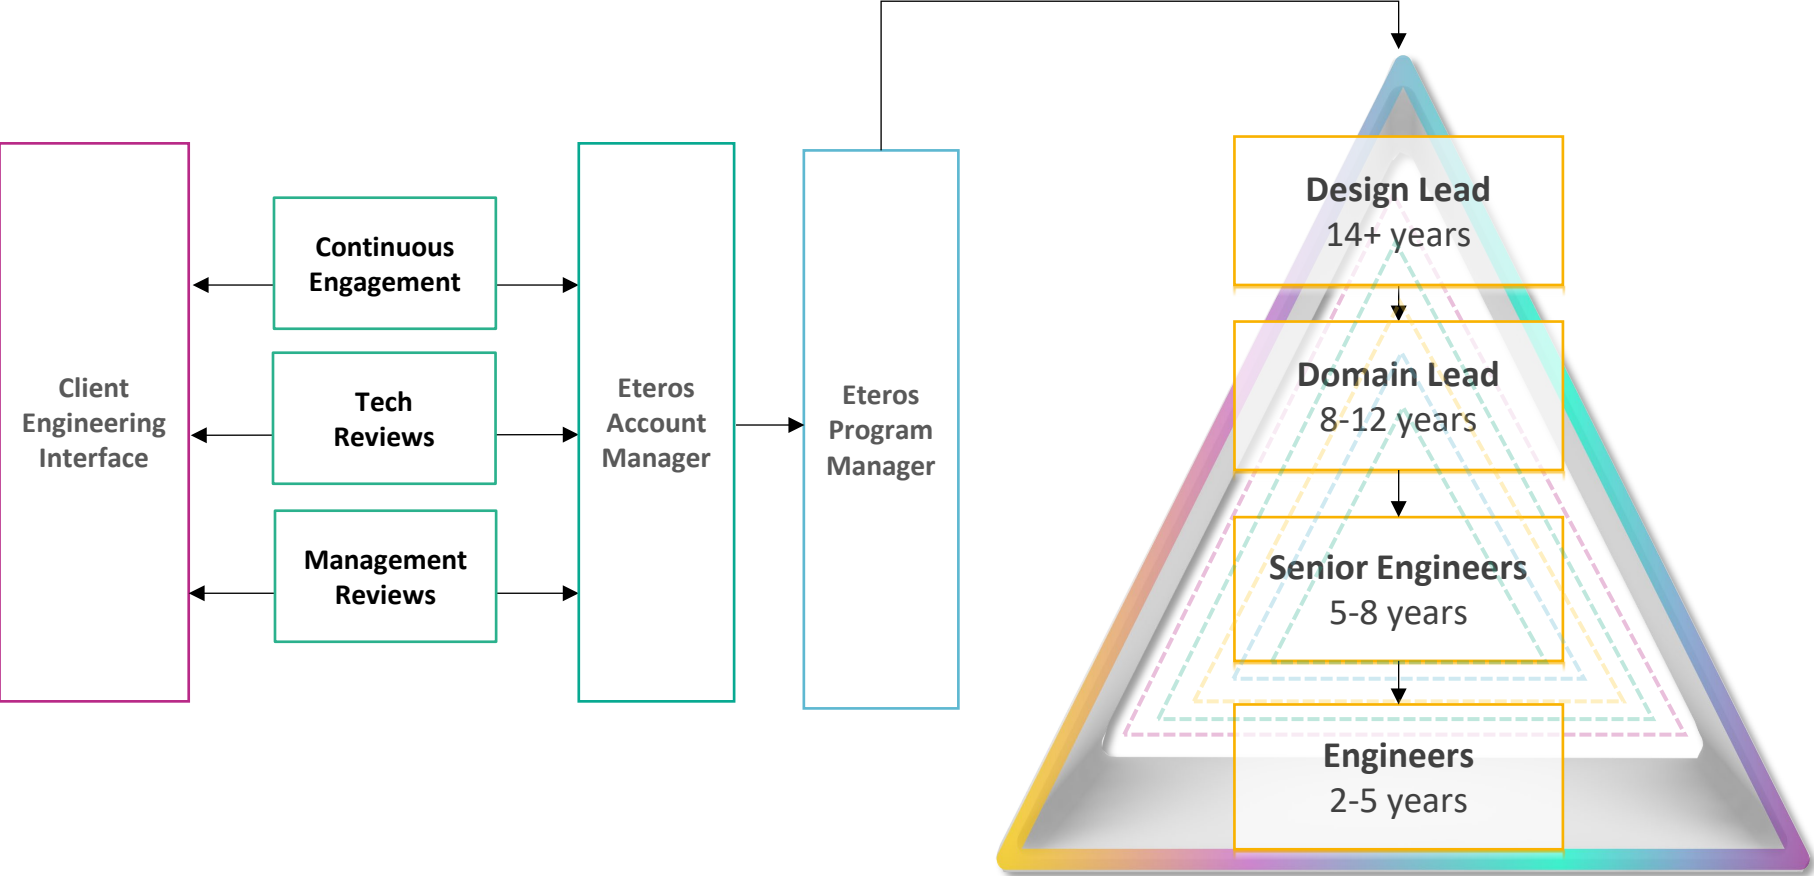 Client
Engineering
Interface
Continuous
Engagement
Tech
Reviews
Management
Reviews
Eteros
Account
Manager
Eteros
Program
Manager
Design Lead
14+ years
Domain Lead
8-12 years
Senior Engineers
5-8 years
Engineers
2-5 years